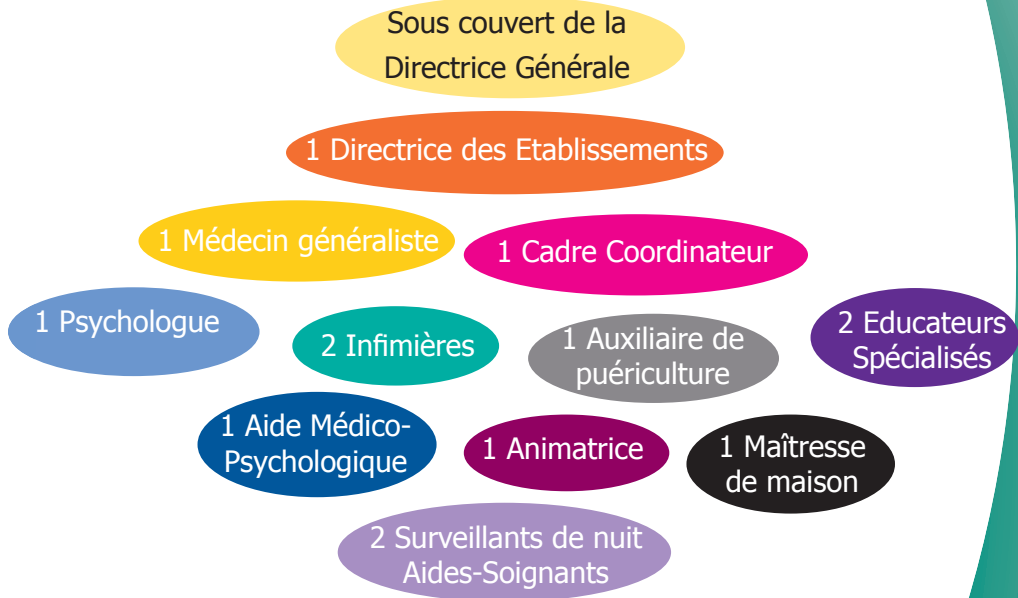 Sous couvert de la
Directrice Générale
1 Directrice des Etablissements
1 Médecin généraliste
1 Cadre Coordinateur
1 Psychologue
2 Infimières
1 Auxiliaire de
puériculture
2 Educateurs
Spécialisés
1 Aide Médico-
Psychologique
1 Animatrice
1 Maîtresse
de maison
2 Surveillants de nuit
Aides-Soignants